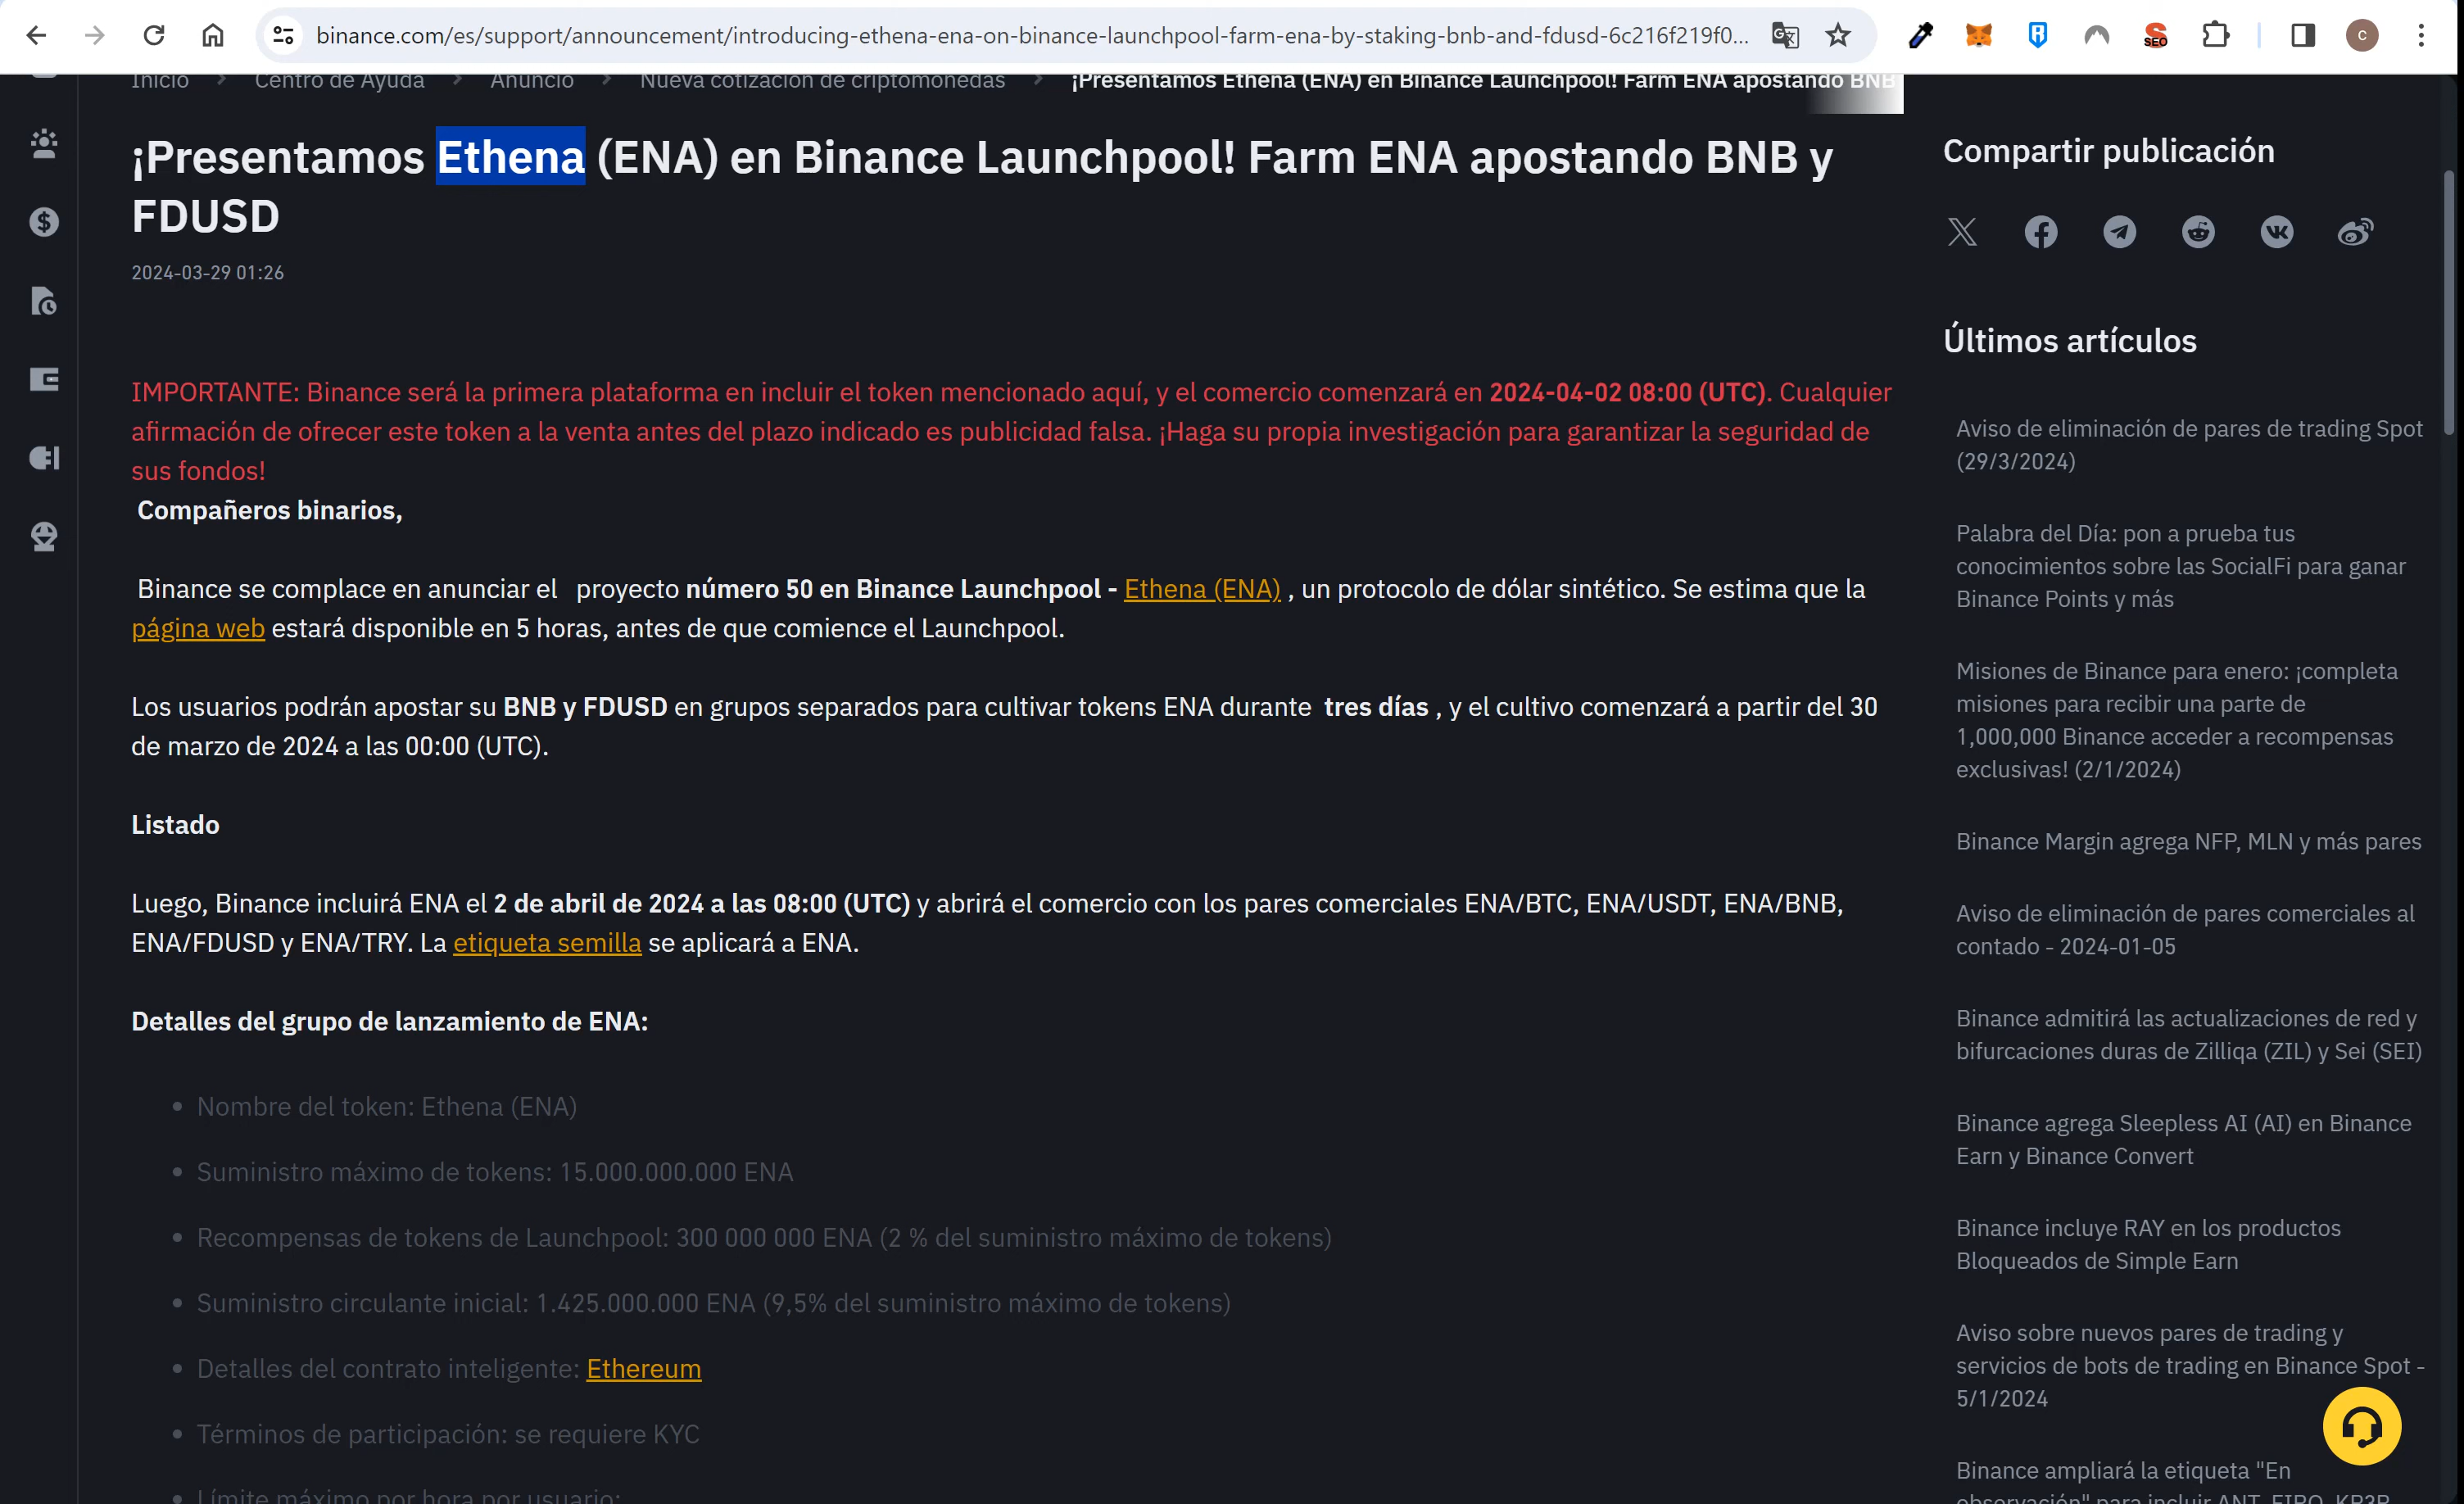 binance.com/es/support/announcement/introducing-ethena-ena-on-binance-launchpool-farm-ena-by-staking-bnb-and-fdusd-6c216f219f0...
SEO
C
Inicio > Centro de Ayuda > Anuncio > Nueva cotización de criptomonedas > ¡Presentamos Ethena (ENA) en Binance Launchpool! Farm ENA apostando BNB
¡Presentamos Ethena (ENA) en Binance Launchpool! Farm ENA apostando BNB y
FDUSD
2024-03-29 01:26
IMPORTANTE: Binance será la primera plataforma en incluir el token mencionado aquí, y el comercio comenzará en 2024-04-02 08:00 (UTC). Cualquier
afirmación de ofrecer este token a la venta antes del plazo indicado es publicidad falsa. ¡Haga su propia investigación para garantizar la seguridad de
sus fondos!
Compañeros binarios,
Binance se complace en anunciar el proyecto número 50 en Binance Launchpool - Ethena (ENA) , un protocolo de dólar sintético. Se estima que la
página web estará disponible en 5 horas, antes de que comience el Launchpool.
Los usuarios podrán apostar su BNB y FDUSD en grupos separados para cultivar tokens ENA durante tres días , y el cultivo comenzará a partir del 30
de marzo de 2024 a las 00:00 (UTC).
Listado
Luego, Binance incluirá ENA el 2 de abril de 2024 a las 08:00 (UTC) y abrirá el comercio con los pares comerciales ENA/BTC, ENA/USDT, ENA/BNB,
ENA/FDUSD y ENA/TRY. La etiqueta semilla se aplicará a ENA.
Detalles del grupo de lanzamiento de ENA:
• Nombre del token: Ethena (ENA)
• Suministro máximo de tokens: 15.000.000.000 ENA
• Recompensas de tokens de Launchpool: 300 000 000 ENA (2 % del suministro máximo de tokens)
• Suministro circulante inicial: 1.425.000.000 ENA (9,5% del suministro máximo de tokens)
• Detalles del contrato inteligente: Ethereum
• Términos de participación: se requiere KYC
• Límite máximo por hora por usuario:
Compartir publicación
Últimos artículos
Aviso de eliminación de pares de trading Spot
(29/3/2024)
Palabra del Día: pon a prueba tus
conocimientos sobre las SocialFi para ganar
Binance Points y más
Misiones de Binance para enero: ¡completa
misiones para recibir una parte de
1,000,000 Binance acceder a recompensas
exclusivas! (2/1/2024)
Binance Margin agrega NFP, MLN y más pares
Aviso de eliminación de pares comerciales al
contado - 2024-01-05
Binance admitirá las actualizaciones de red y
bifurcaciones duras de Zilliqa (ZIL) y Sei (SEI)
Binance agrega Sleepless AI (AI) en Binance
Earn y Binance Convert
Binance incluye RAY en los productos
Bloqueados de Simple Earn
Aviso sobre nuevos pares de trading y
servicios de bots de trading en Binance Spot -
5/1/2024
Binance ampliará la etiqueta "En
observación" para incluir ANT, FIRO, KP3R